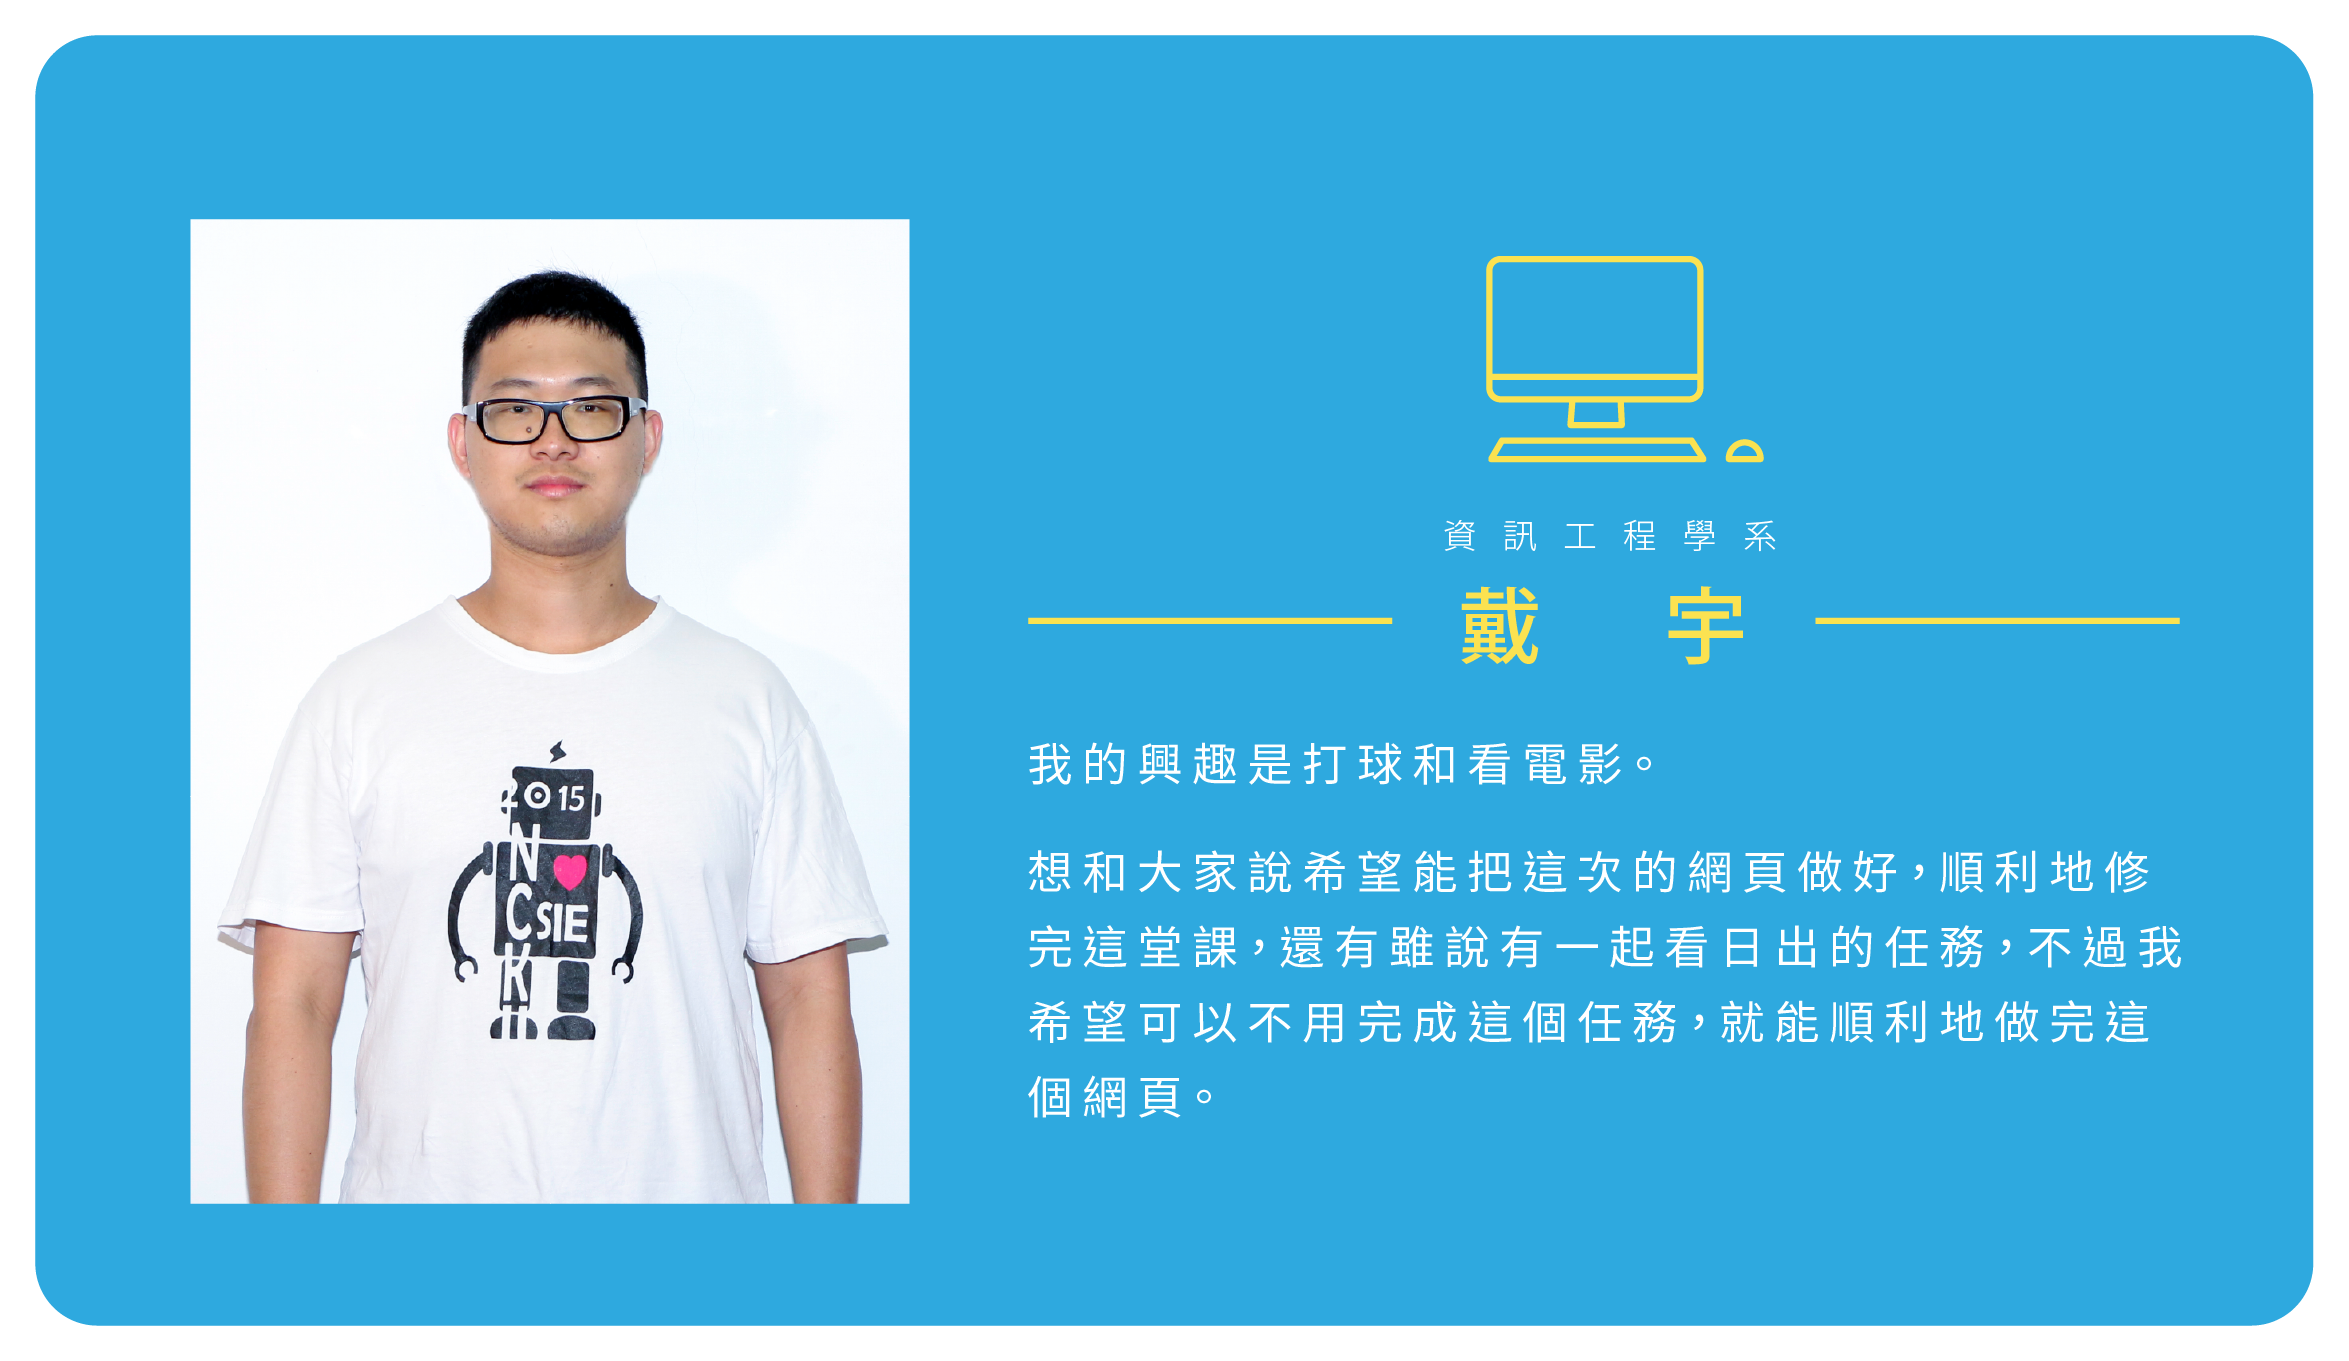 2015
N
C SIE
K
資訊工程學系
戴 宇
我的興趣是打球和看電影。
想和大家說希望能把這次的網頁做好，順利地修
完這堂課，還有雖說有一起看日出的任務，不過我
希望可以不用完成這個任務，就能順利地做完這
個網頁。